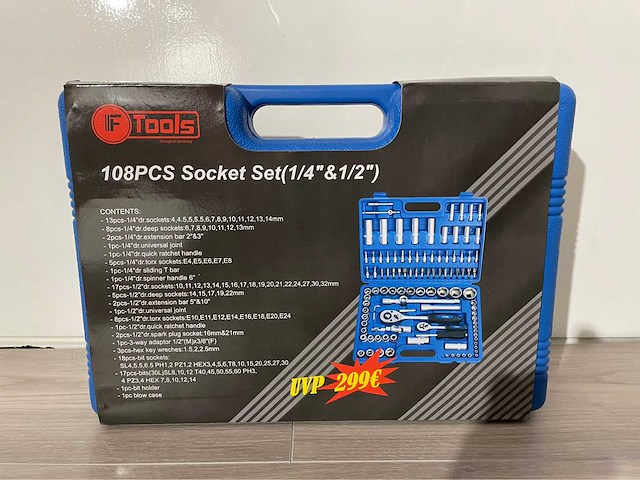 F Tools
108PCS Socket Set(1/4"&1/2")
CONTENTS:
- 13pcs-1/4"dr.sockets:4,4.5,5,5.5,6,7,8,9,10,11,12,13,14mm
- 8pcs-1/4"dr.deep sockets:6,7,8,9,10,11,12,13mm
- 2pcs-1/4"dr.extension bar 2"&3"
- 1pc-1/4"dr.universal joint
- 1pc-1/4"dr.quick ratchet handle
- 5pcs-1/4"dr.torx sockets:E4,E5,E6,E7,E8
- 1pc-1/4"dr sliding T bar
- 1pc-1/4"dr.spinner handle 6"
- 17pcs-1/2"dr.sockets:10,11,12,13,14,15,16,17,18,19,20,21,22,24,27,30,32mm
- 5pcs-1/2"dr.deep sockets:14,15,17,19,22mm
- 2pcs-1/2"dr.extension bar 5"&10"
- 1pc-1/2"dr.universal joint
- 8pcs-1/2"dr.torx sockets:E10,E11,E12,E14,E16,E18,E20,E24
- 1pc-1/2"dr.quick ratchet handle
- 2pcs-1/2"dr.spark plug socket:16mm&21mm
- 1pc-3-way adaptor 1/2"(M)x3/8"(F)
- 3pcs-hex key wreches:1.5,2,2.5mm
- 18pcs-bit sockets:
SL4,5.5,6.5 PH1,2 PZ1,2 HEX3,4,5,6,T8,10,15,20,25,27,30
- 17pcs-bits(30L)SL8,10,12 T40,45,50,55,60 PH3,
4 PZ3,4 HEX 7,8,10,12,14
- 1pc-bit holder
- 1pc blow case
UVP 299€